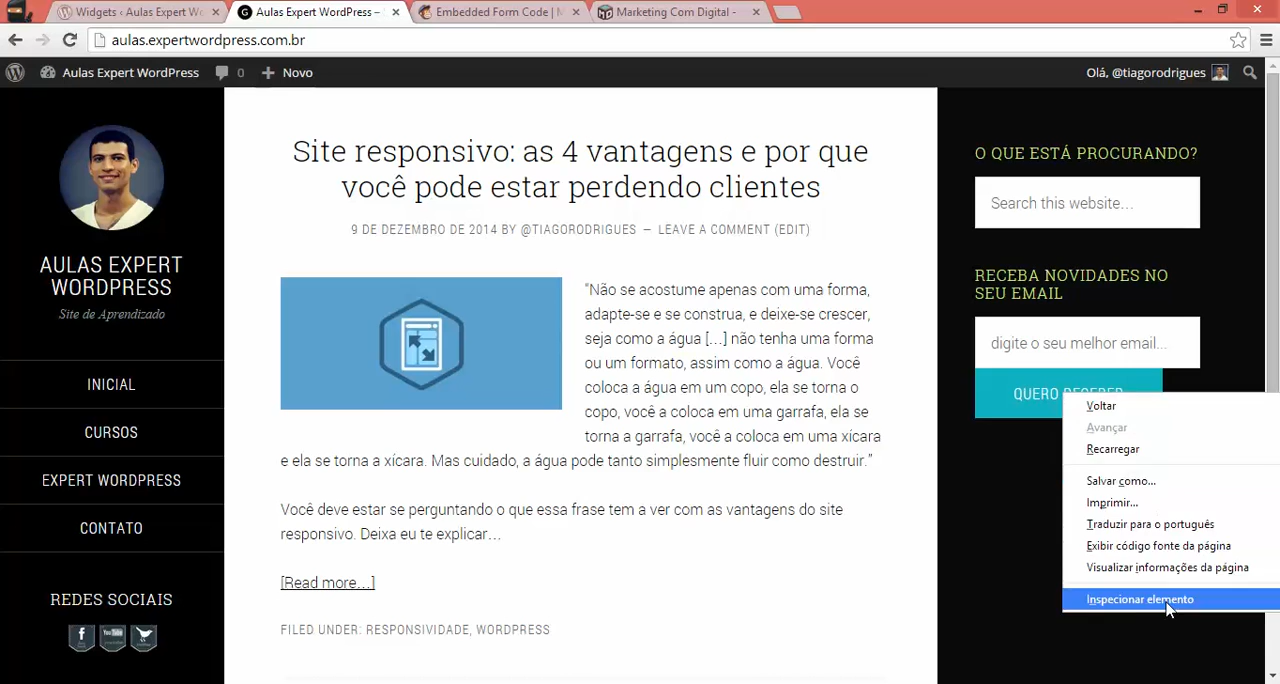 Widgets ‹ Aulas Expert Wo
Aulas Expert WordPress –
Embedded Form Code | M
Marketing Com Digital -
aulas.expertwordpress.com.br
Aulas Expert WordPress
0
Novo
Olá, @tiagorodrigues
AULAS EXPERT
WORDPRESS
Site de Aprendizado
INICIAL
CURSOS
EXPERT WORDPRESS
CONTATO
REDES SOCIAIS
Site responsivo: as 4 vantagens e por que
você pode estar perdendo clientes
9 DE DEZEMBRO DE 2014 BY @TIAGORODRIGUES — LEAVE A COMMENT (EDIT)
“Não se acostume apenas com uma forma,
adapte-se e se construa, e deixe-se crescer,
seja como a água [...] não tenha uma forma
ou um formato, assim como a água. Você
coloca a água em um copo, ela se torna o
copo, você a coloca em uma garrafa, ela se
torna a garrafa, você a coloca em uma xícara
e ela se torna a xícara. Mas cuidado, a água pode tanto simplesmente fluir como destruir.”
Você deve estar se perguntando o que essa frase tem a ver com as vantagens do site
responsivo. Deixa eu te explicar…
[Read more...]
FILED UNDER: RESPONSIVIDADE, WORDPRESS
O QUE ESTÁ PROCURANDO?
Search this website…
RECEBA NOVIDADES NO
SEU EMAIL
digite o seu melhor email...
QUERO RECEBER
Voltar
Avançar
Recarregar
Salvar como...
Imprimir...
Traduzir para o português
Exibir código fonte da página
Visualizar informações da página
Inspecionar elemento